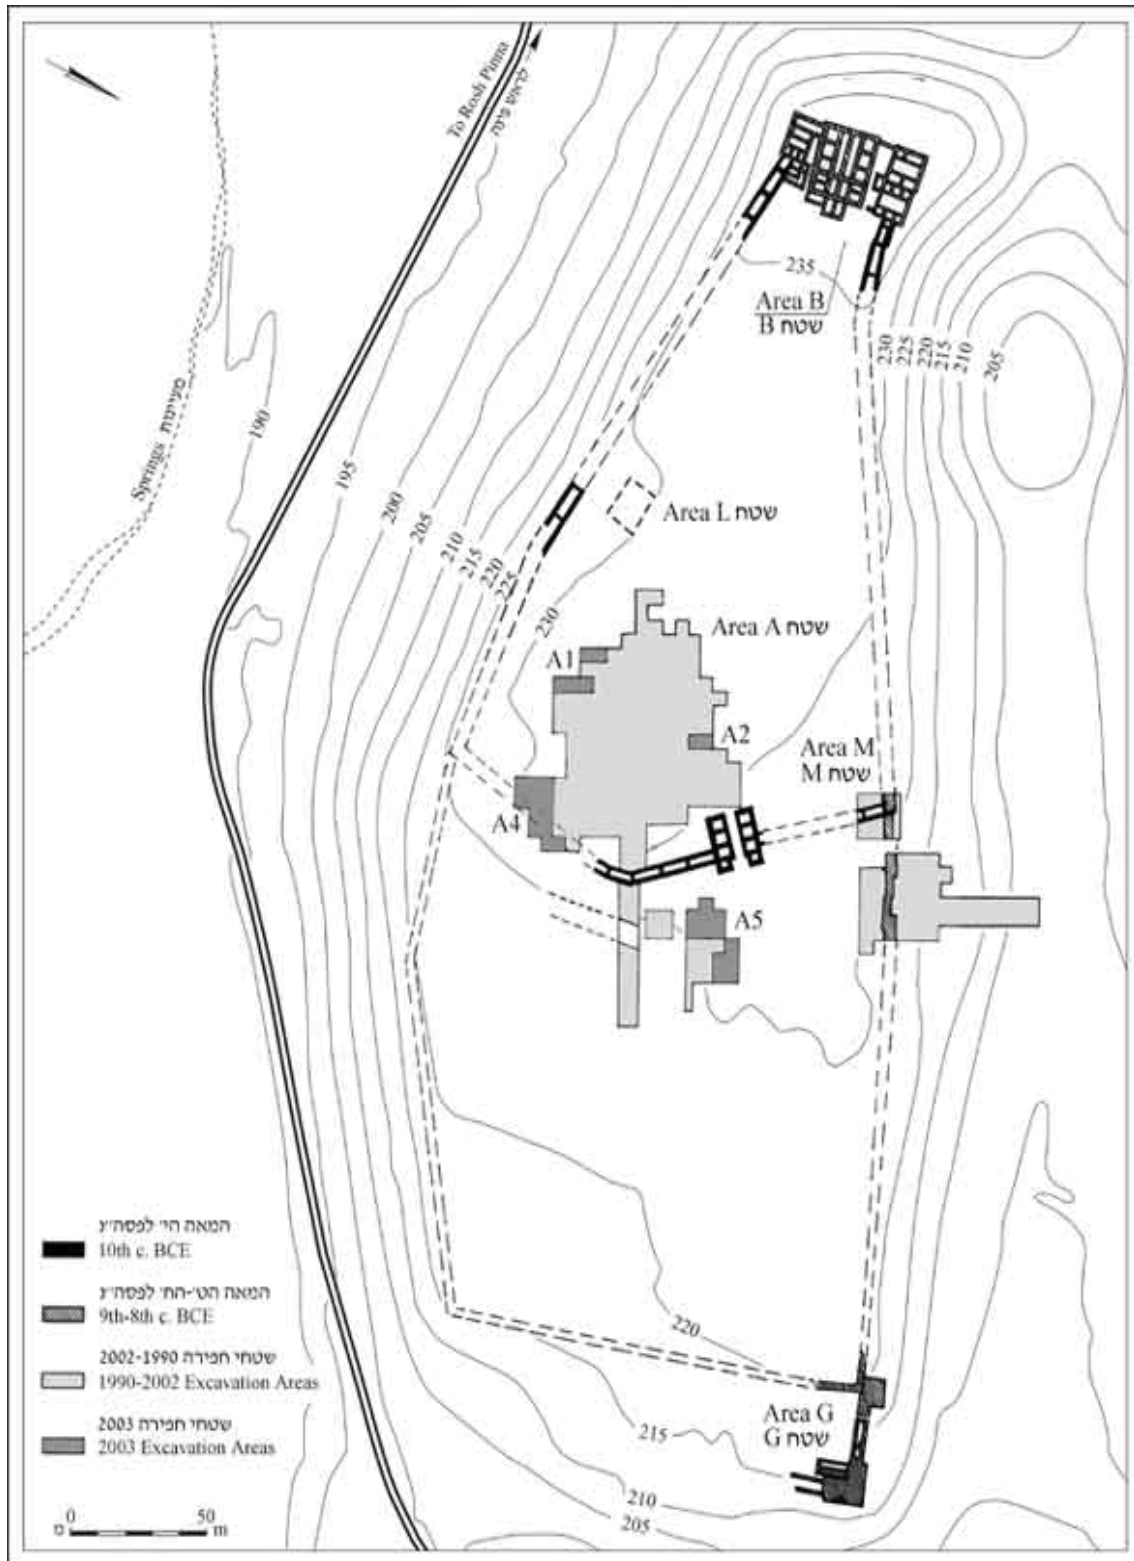 To Rosh Pinna
לראש פינה
235
Area B
שטח B
230
225
220
215
210
205
Springs מעיינות
190
195
200
205
210
215
220
225
230
Area L שטח
Area A שטח
A1
A2
Area M
שטח M
A4
A5
220
Area G
שטח G
215
210
205
המאה הי׳ לפסה״נ
10th c. BCE
המאה הט׳-הח׳ לפסה״נ
9th-8th c. BCE
שטחי חפירה 1990-2002
1990-2002 Excavation Areas
שטחי חפירה 2003
2003 Excavation Areas
0 50
מ m